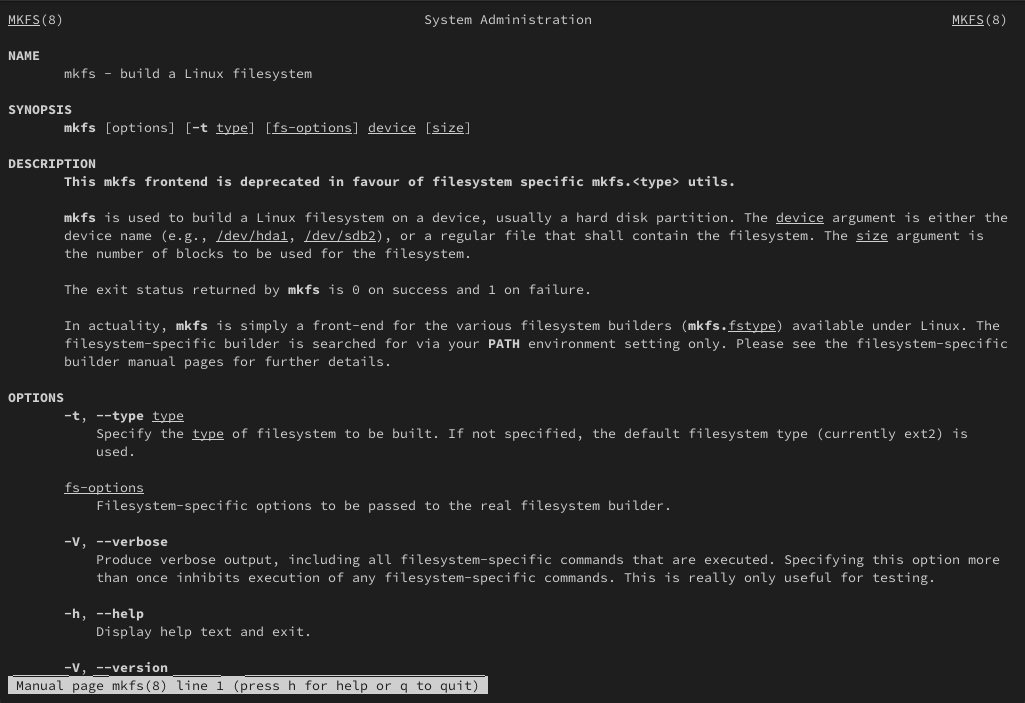 MKFS(8) System Administration MKFS(8)
NAME
mkfs - build a Linux filesystem
SYNOPSIS
mkfs [options] [-t type] [fs-options] device [size]
DESCRIPTION
This mkfs frontend is deprecated in favour of filesystem specific mkfs.<type> utils.
mkfs is used to build a Linux filesystem on a device, usually a hard disk partition. The device argument is either the
device name (e.g., /dev/hda1, /dev/sdb2), or a regular file that shall contain the filesystem. The size argument is
the number of blocks to be used for the filesystem.
The exit status returned by mkfs is 0 on success and 1 on failure.
In actuality, mkfs is simply a front-end for the various filesystem builders (mkfs.fstype) available under Linux. The
filesystem-specific builder is searched for via your PATH environment setting only. Please see the filesystem-specific
builder manual pages for further details.
OPTIONS
-t, --type type
Specify the type of filesystem to be built. If not specified, the default filesystem type (currently ext2) is
used.
fs-options
Filesystem-specific options to be passed to the real filesystem builder.
-V, --verbose
Produce verbose output, including all filesystem-specific commands that are executed. Specifying this option more
than once inhibits execution of any filesystem-specific commands. This is really only useful for testing.
-h, --help
Display help text and exit.
-V, --version
Manual page mkfs(8) line 1 (press h for help or q to quit)